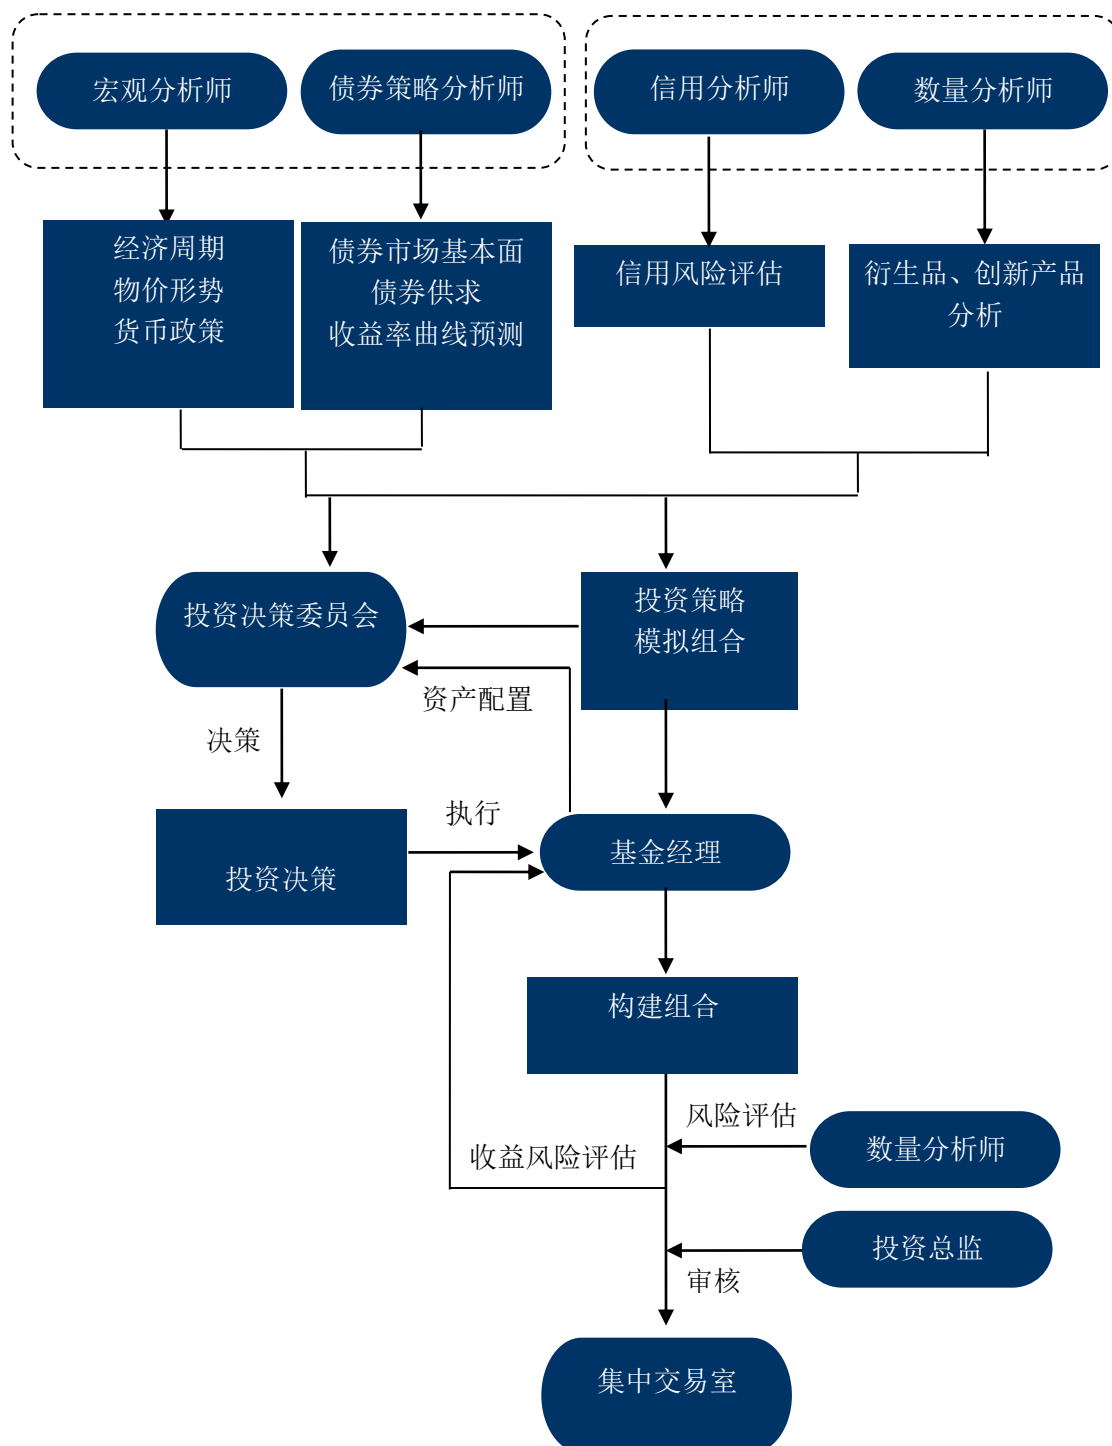 宏观分析师
债券策略分析师
信用分析师
数量分析师
经济周期
物价形势
货币政策
债券市场基本面
债券供求
收益率曲线预测
信用风险评估
衍生品、创新产品
分析
投资决策委员会
投资策略
模拟组合
资产配置
决策
执行
投资决策
基金经理
构建组合
风险评估
数量分析师
收益风险评估
投资总监
审核
集中交易室